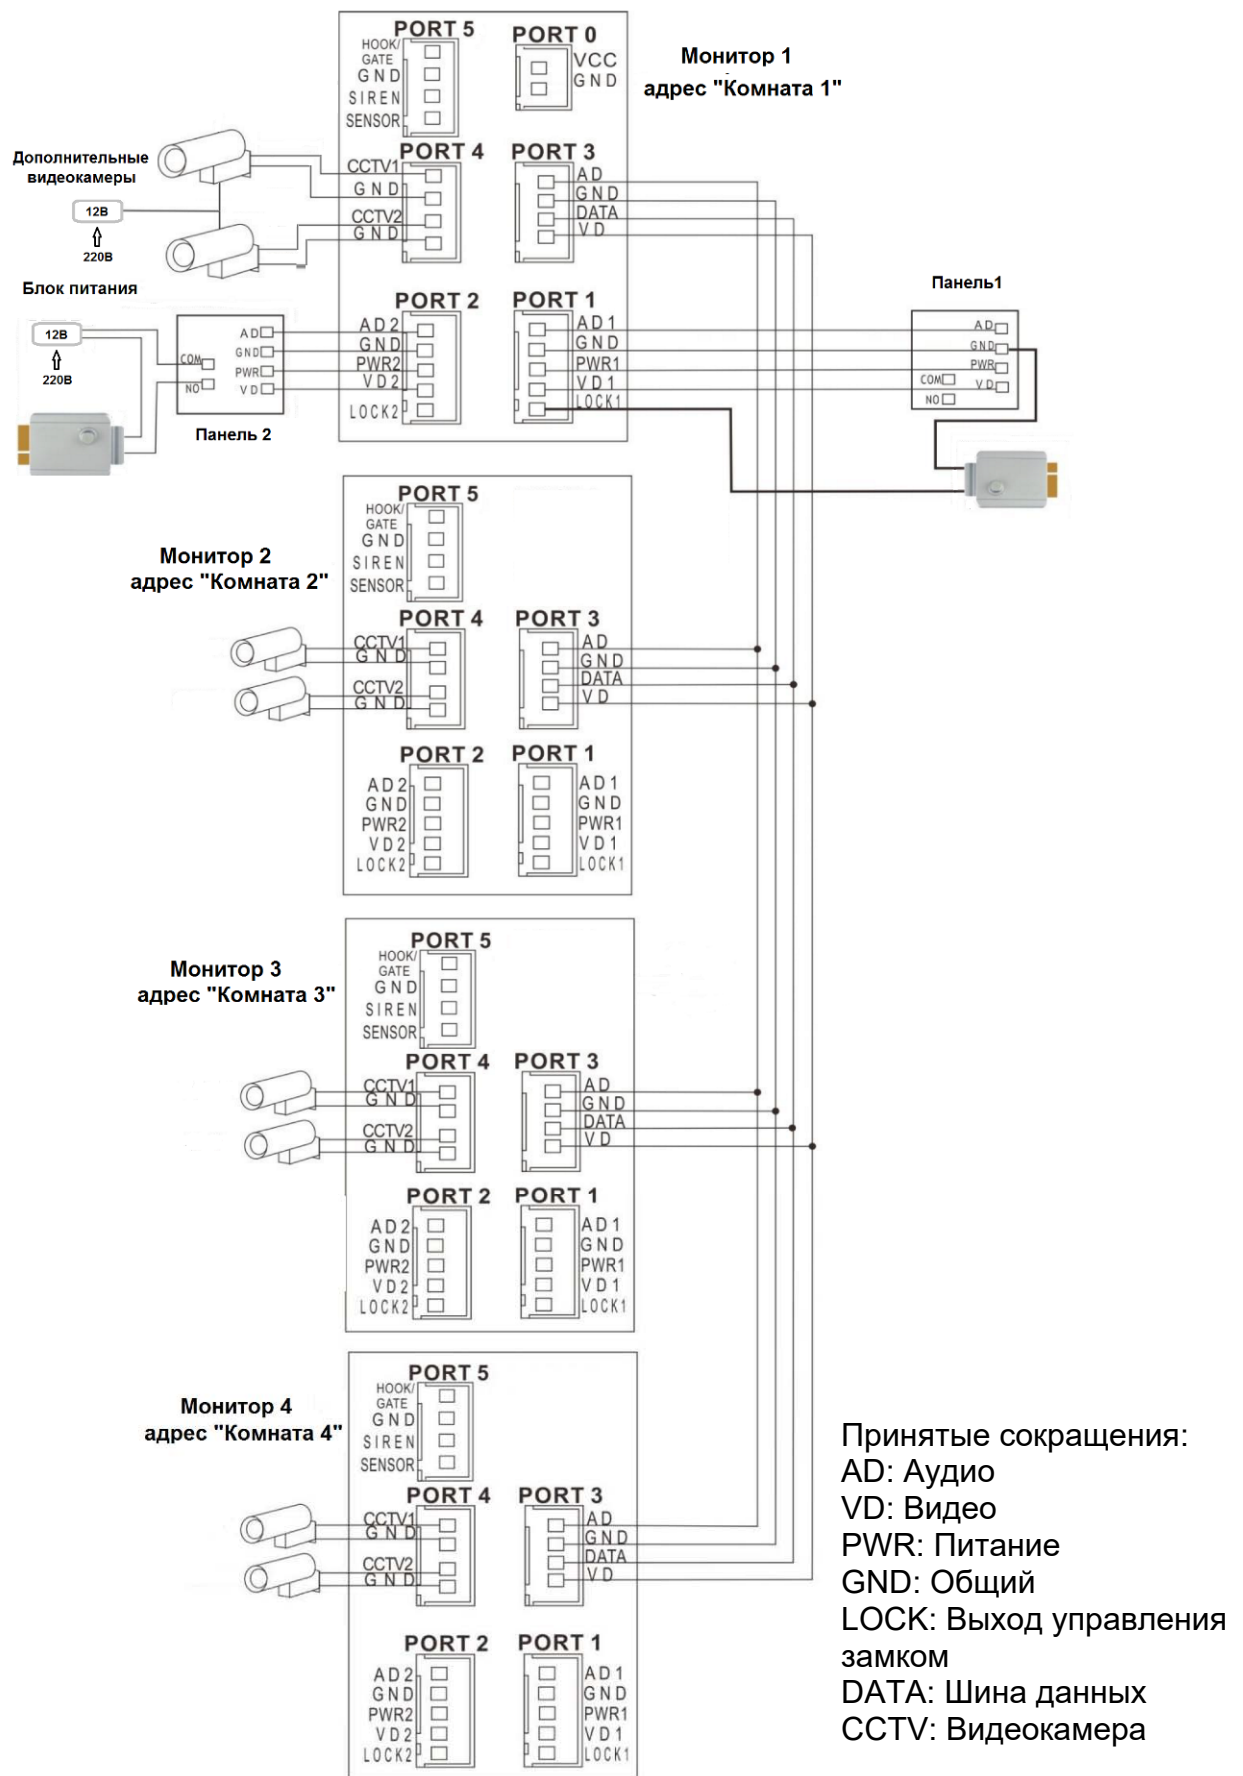 PORT 5
PORT 0
HOOK/
GATE
GND
SIREN
SENSOR
VCC
GND
Монитор 1
адрес "Комната 1"
Дополнительные
видеокамеры
12В
220В
PORT 4
PORT 3
CCTV1
GND
CCTV2
GND
AD
GND
DATA
VD
Блок питания
12В
220В
COM
NO
AD
GND
PWR
VD
Панель 2
PORT 2
PORT 1
AD2
GND
PWR2
VD2
LOCK2
AD1
GND
PWR1
VD1
LOCK1
Панель1
AD
GND
PWR
COM
VD
NO
PORT 5
HOOK/
GATE
GND
SIREN
SENSOR
Монитор 2
адрес "Комната 2"
PORT 4
PORT 3
CCTV1
GND
CCTV2
GND
AD
GND
DATA
VD
PORT 2
PORT 1
AD2
GND
PWR2
VD2
LOCK2
AD1
GND
PWR1
VD1
LOCK1
PORT 5
HOOK/
GATE
GND
SIREN
SENSOR
Монитор 3
адрес "Комната 3"
PORT 4
PORT 3
CCTV1
GND
CCTV2
GND
AD
GND
DATA
VD
PORT 2
PORT 1
AD2
GND
PWR2
VD2
LOCK2
AD1
GND
PWR1
VD1
LOCK1
PORT 5
HOOK/
GATE
GND
SIREN
SENSOR
Монитор 4
адрес "Комната 4"
PORT 4
PORT 3
CCTV1
GND
CCTV2
GND
AD
GND
DATA
VD
PORT 2
PORT 1
AD2
GND
PWR2
VD2
LOCK2
AD1
GND
PWR1
VD1
LOCK1
Принятые сокращения:
AD: Аудио
VD: Видео
PWR: Питание
GND: Общий
LOCK: Выход управления
замком
DATA: Шина данных
CCTV: Видеокамера